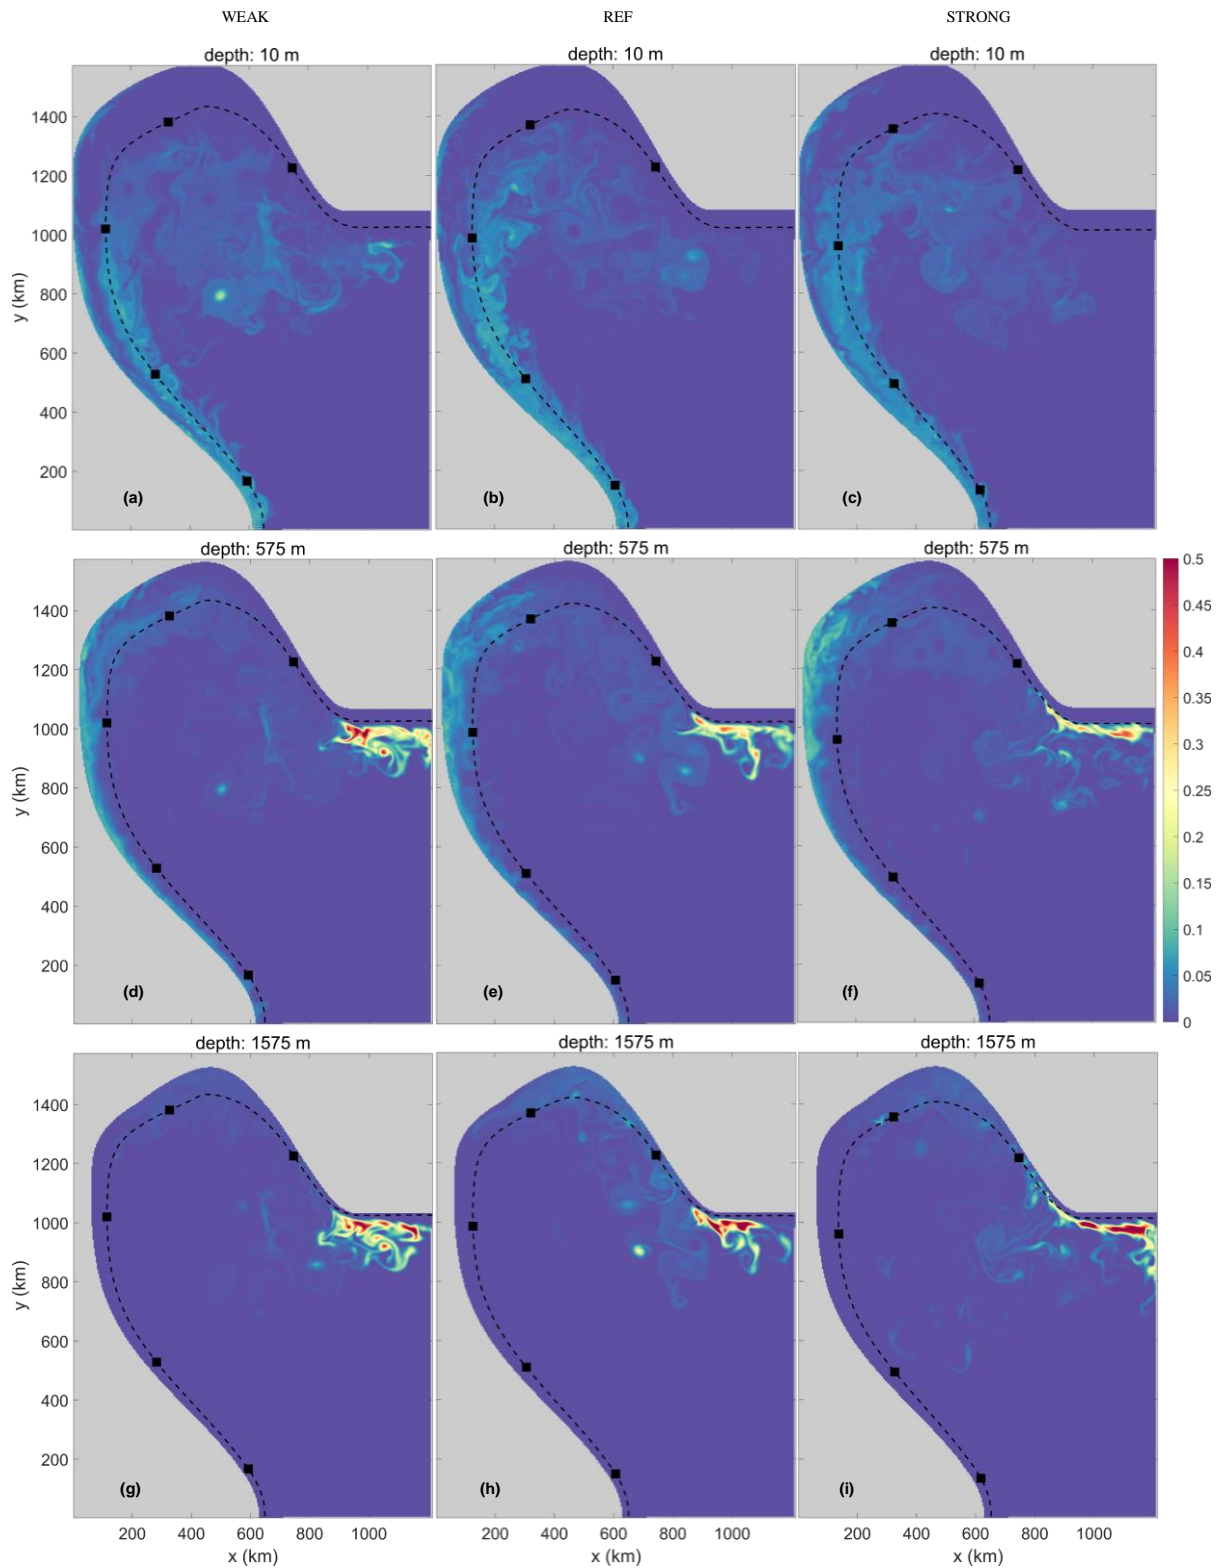 WEAK REF STRONG
depth: 10 m depth: 10 m depth: 10 m
1400
1200
1000
800
600
400
200
y (km)
(a) (b) (c)
depth: 575 m depth: 575 m depth: 575 m
1400
1200
1000
800
600
400
200
y (km)
(d) (e) (f)
0.5
0.45
0.4
0.35
0.3
0.25
0.2
0.15
0.1
0.05
0
depth: 1575 m depth: 1575 m depth: 1575 m
1400
1200
1000
800
600
400
200
y (km)
(g) (h) (i)
200 400 600 800 1000 200 400 600 800 1000 200 400 600 800 1000
x (km) x (km) x (km)